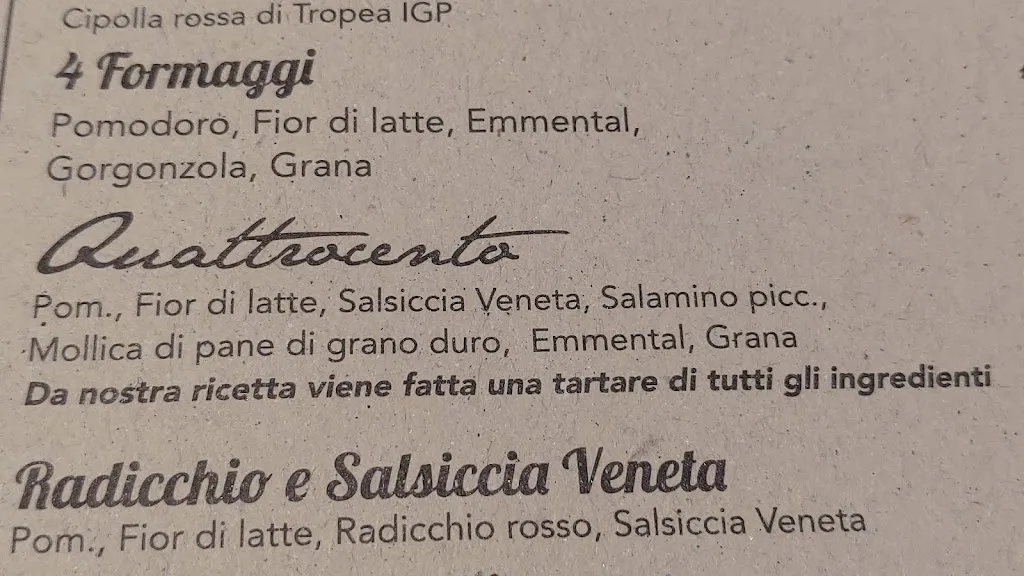 Cipolla rossa di Tropea IGP
4 Formaggi
Pomodoro, Fior di latte, Emmental,
Gorgonzola, Grana
Quattrocento
Pom., Fior di latte, Salsiccia Veneta, Salamino picc.,
Mollica di pane di grano duro, Emmental, Grana
Da nostra ricetta viene fatta una tartare di tutti gli ingredienti
Radicchio e Salsiccia Veneta
Pom., Fior di latte, Radicchio rosso, Salsiccia Veneta